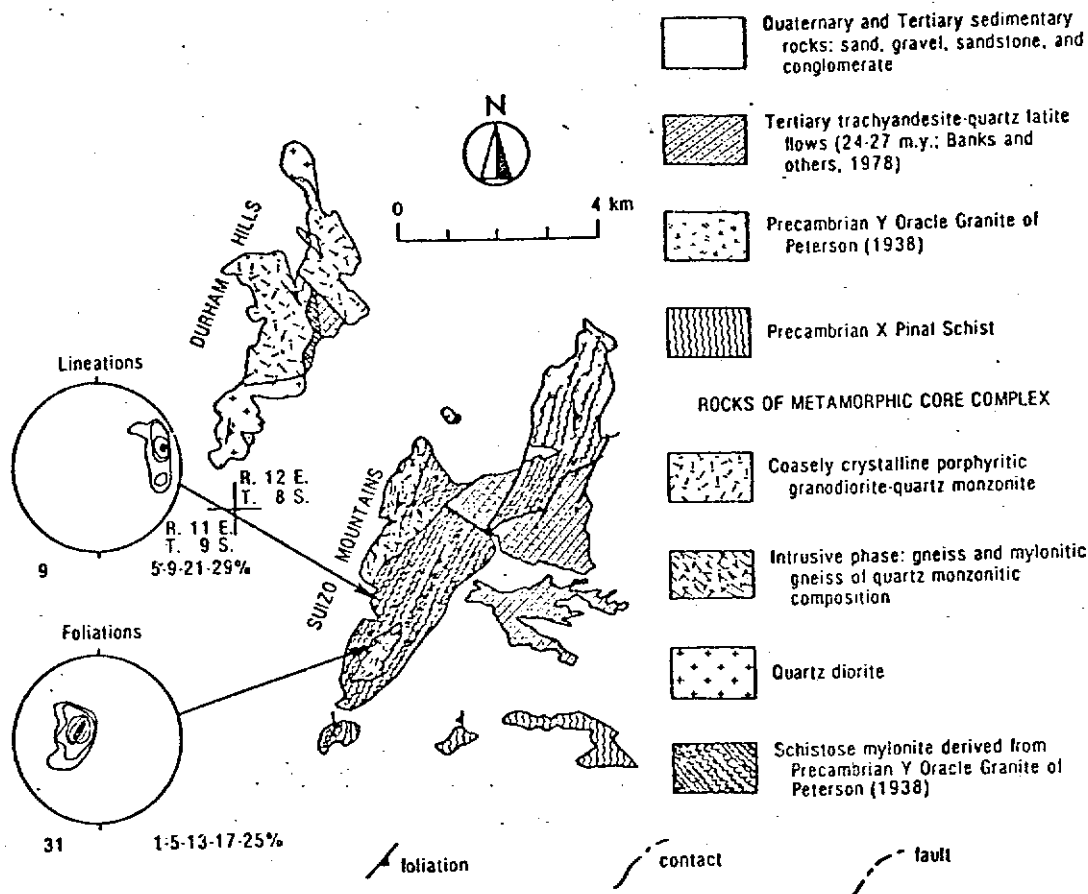 Quaternary and Tertiary sedimentary
rocks: sand, gravel, sandstone, and
conglomerate
Tertiary trachyandesite-quartz latite
flows (24-27 m.y.; Banks and
others, 1978)
Precambrian Y Oracle Granite of
Peterson (1938)
Precambrian X Pinal Schist
ROCKS OF METAMORPHIC CORE COMPLEX
Coasely crystalline porphyritic
granodiorite-quartz monzonite
Intrusive phase: gneiss and mylonitic
gneiss of quartz monzonitic
composition
Quartz diorite
Schistose mylonite derived from
Precambrian Y Oracle Granite of
Peterson (1938)
N
0 4 km
DURHAM HILLS
SUIZO MOUNTAINS
Lineations
R. 12 E.
T. 8 S.
R. 11 E.
T. 9 S.
9 5-9-21-29%
Foliations
31 1-5-13-17-25%
foliation
contact
fault